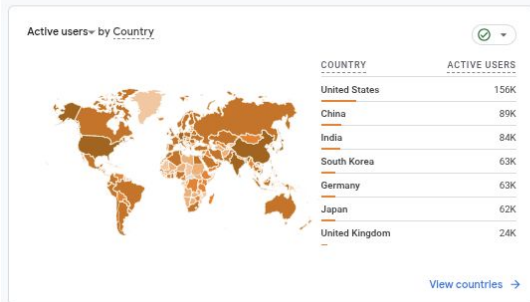 Active users by Country
COUNTRY ACTIVE USERS
United States 156K
China 89K
India 84K
South Korea 63K
Germany 63K
Japan 62K
United Kingdom 24K
View countries